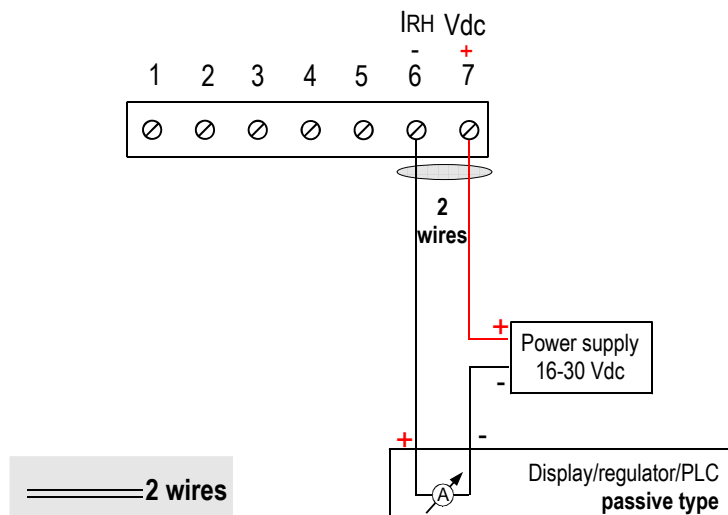 IRH Vdc
- +
1 2 3 4 5 6 7
2
wires
+
Power supply
16-30 Vdc
-
+ -
A
Display/regulator/PLC
passive type
2 wires